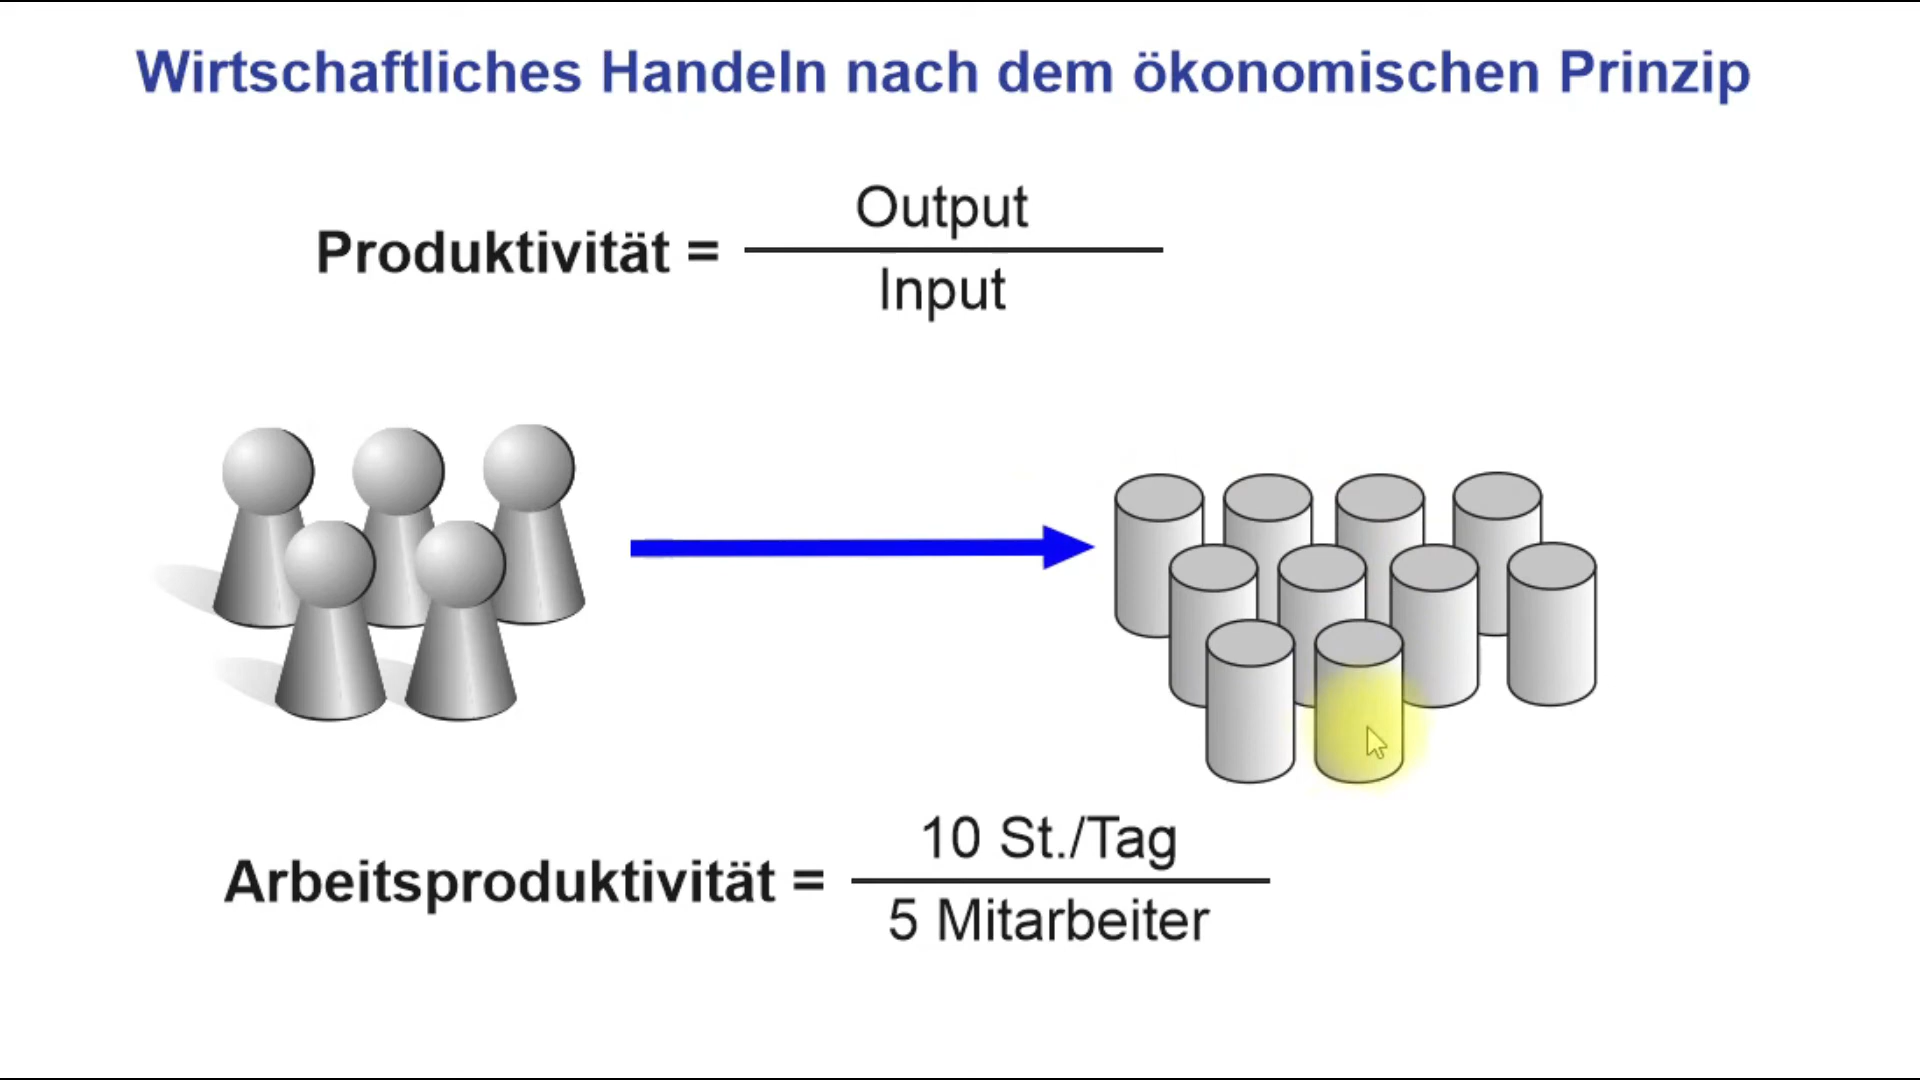 Wirtschaftliches Handeln nach dem ökonomischen Prinzip
Output
Produktivität =
Input
10 St./Tag
Arbeitsproduktivität =
5 Mitarbeiter